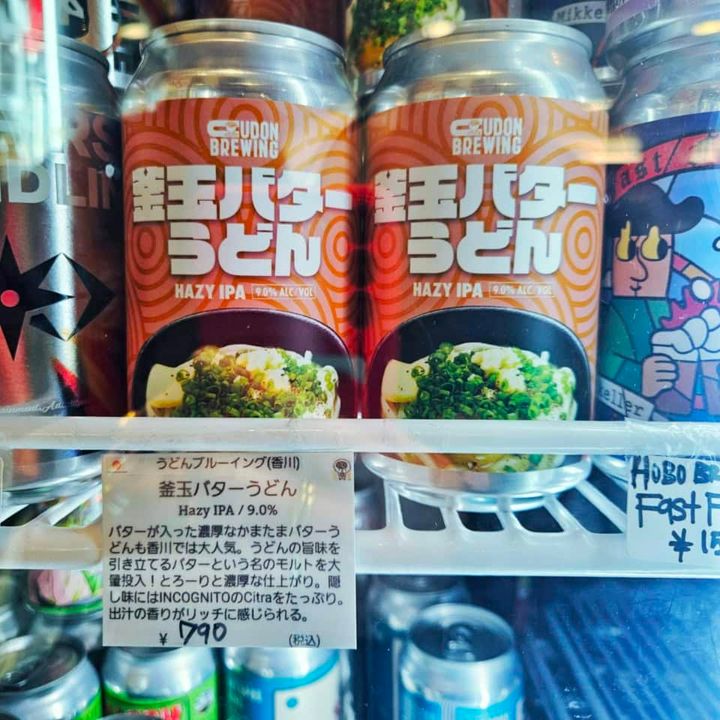 UDON
BREWING
釜玉バター
うどん
HAZY IPA 9.0% ALC/VOL
UDON
BREWING
釜玉バター
うどん
HAZY IPA 9.0% ALC/VOL
Mikke
うどんブルーイング(香川)
釜玉バターうどん
Hazy IPA / 9.0%
バターが入った濃厚なかまたまバターう
どんも香川では大人気。うどんの旨味を
引き立てるバターという名のモルトを大
量投入！とろーりと濃厚な仕上がり。隠
し味にはINCOGNITOのCitraをたっぷり。
出汁の香りがリッチに感じられる。
¥ 790 (税込)
HOBO BR
Fast F